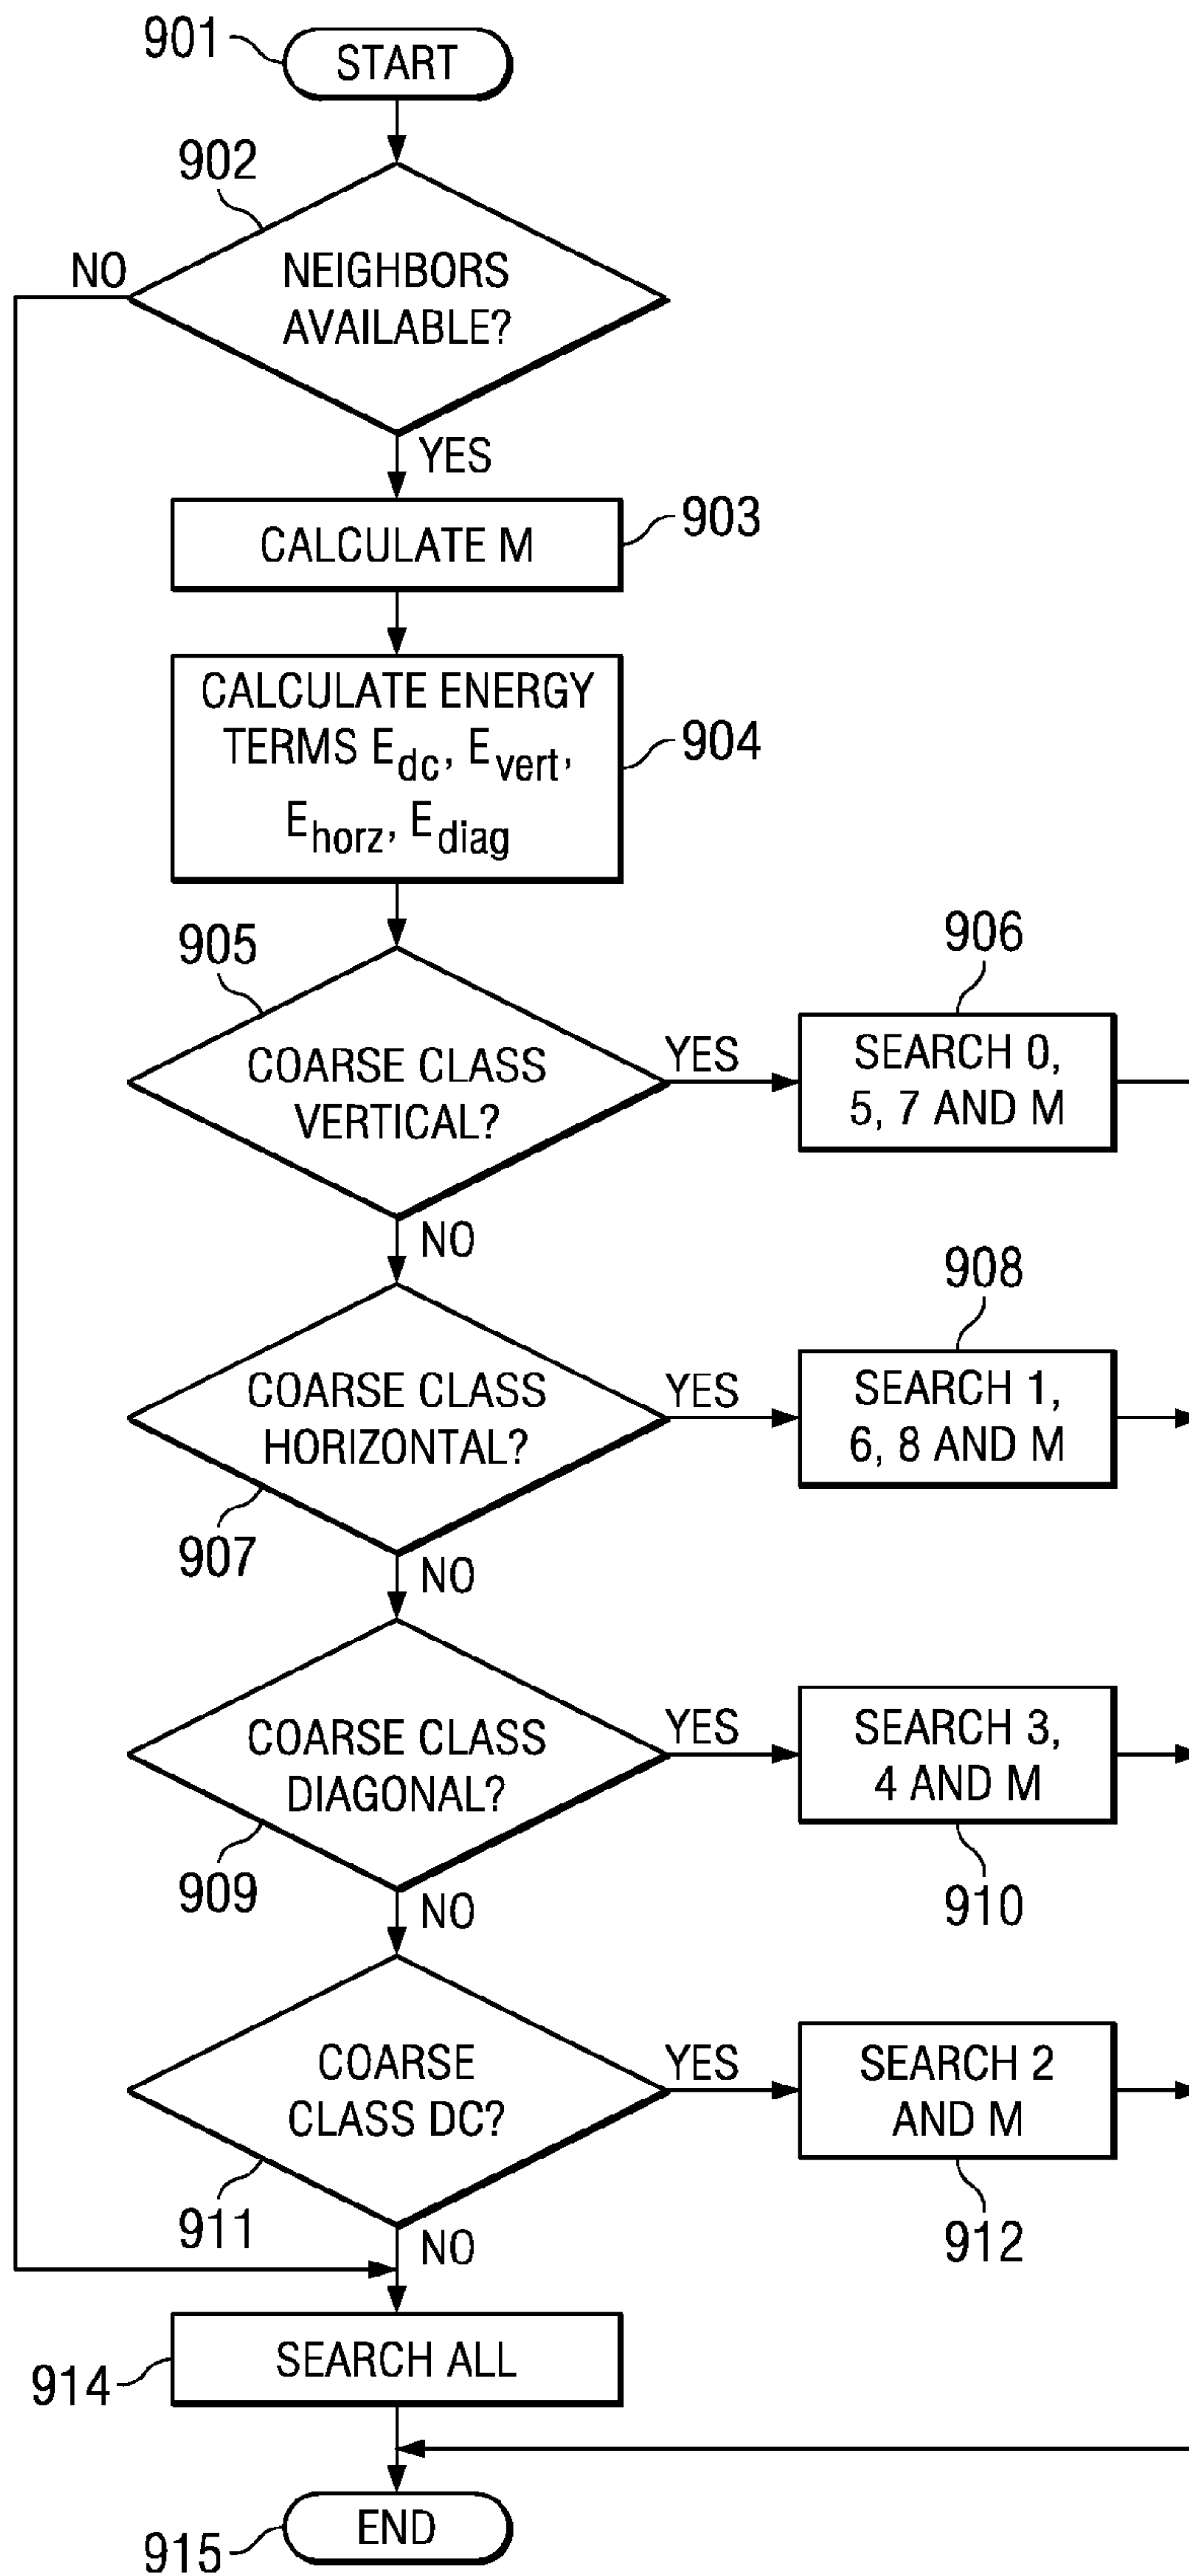 901
START
902
NO
NEIGHBORS
AVAILABLE?
YES
CALCULATE M
903
CALCULATE ENERGY
TERMS Edc, Evert,
Ehorz, Ediag
904
905
COARSE CLASS
VERTICAL?
YES
906
SEARCH 0,
5, 7 AND M
NO
COARSE CLASS
HORIZONTAL?
907
YES
908
SEARCH 1,
6, 8 AND M
NO
COARSE CLASS
DIAGONAL?
909
YES
SEARCH 3,
4 AND M
910
NO
COARSE
CLASS DC?
911
YES
SEARCH 2
AND M
912
NO
SEARCH ALL
914
END
915